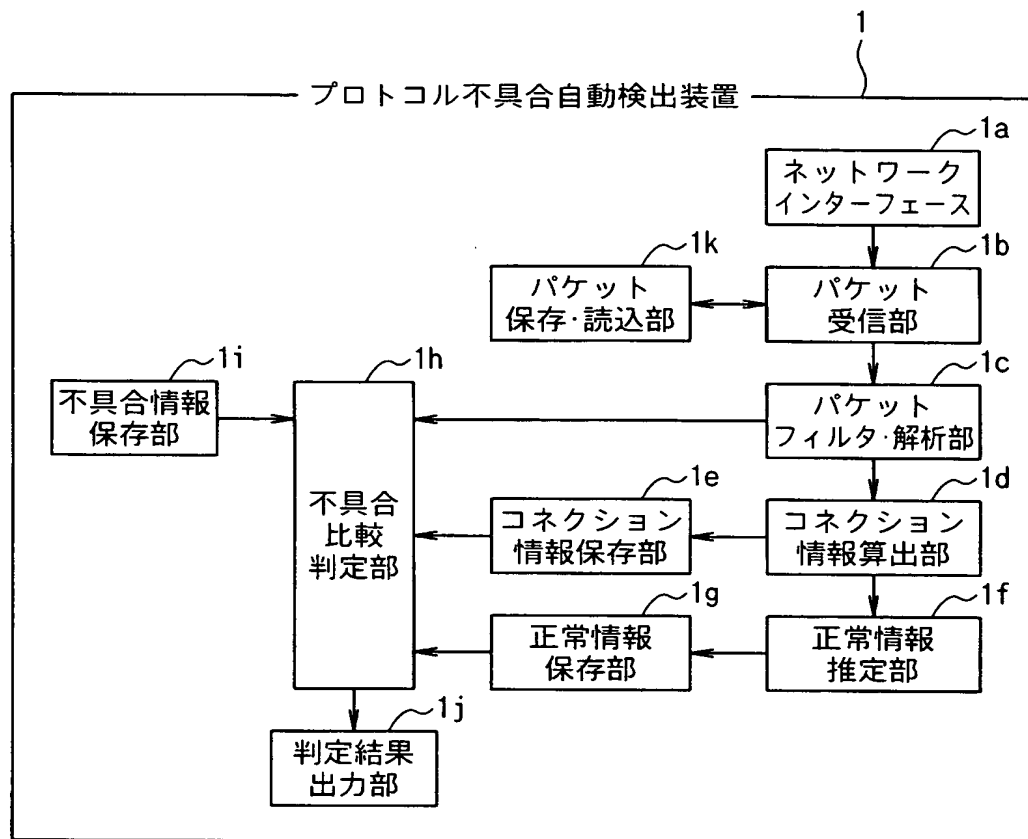 1
プロトコル不具合自動検出装置
1a
ネットワーク
インターフェース
1k
パケット
保存・読込部
1b
パケット
受信部
1i
不具合情報
保存部
1h
不具合
比較
判定部
1c
パケット
フィルタ・解析部
1e
コネクション
情報保存部
1d
コネクション
情報算出部
1g
正常情報
保存部
1f
正常情報
推定部
1j
判定結果
出力部